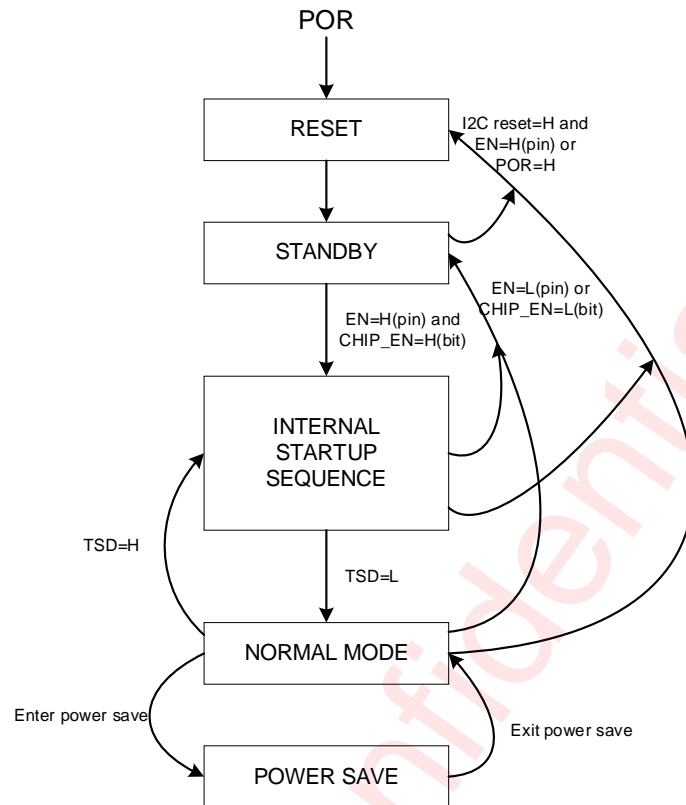 POR
RESET
I2C reset=H and
EN=H(pin) or
POR=H
STANDBY
EN=L(pin) or
CHIP_EN=L(bit)
EN=H(pin) and
CHIP_EN=H(bit)
INTERNAL
STARTUP
SEQUENCE
TSD=H
TSD=L
NORMAL MODE
Enter power save
Exit power save
POWER SAVE
nfidentia